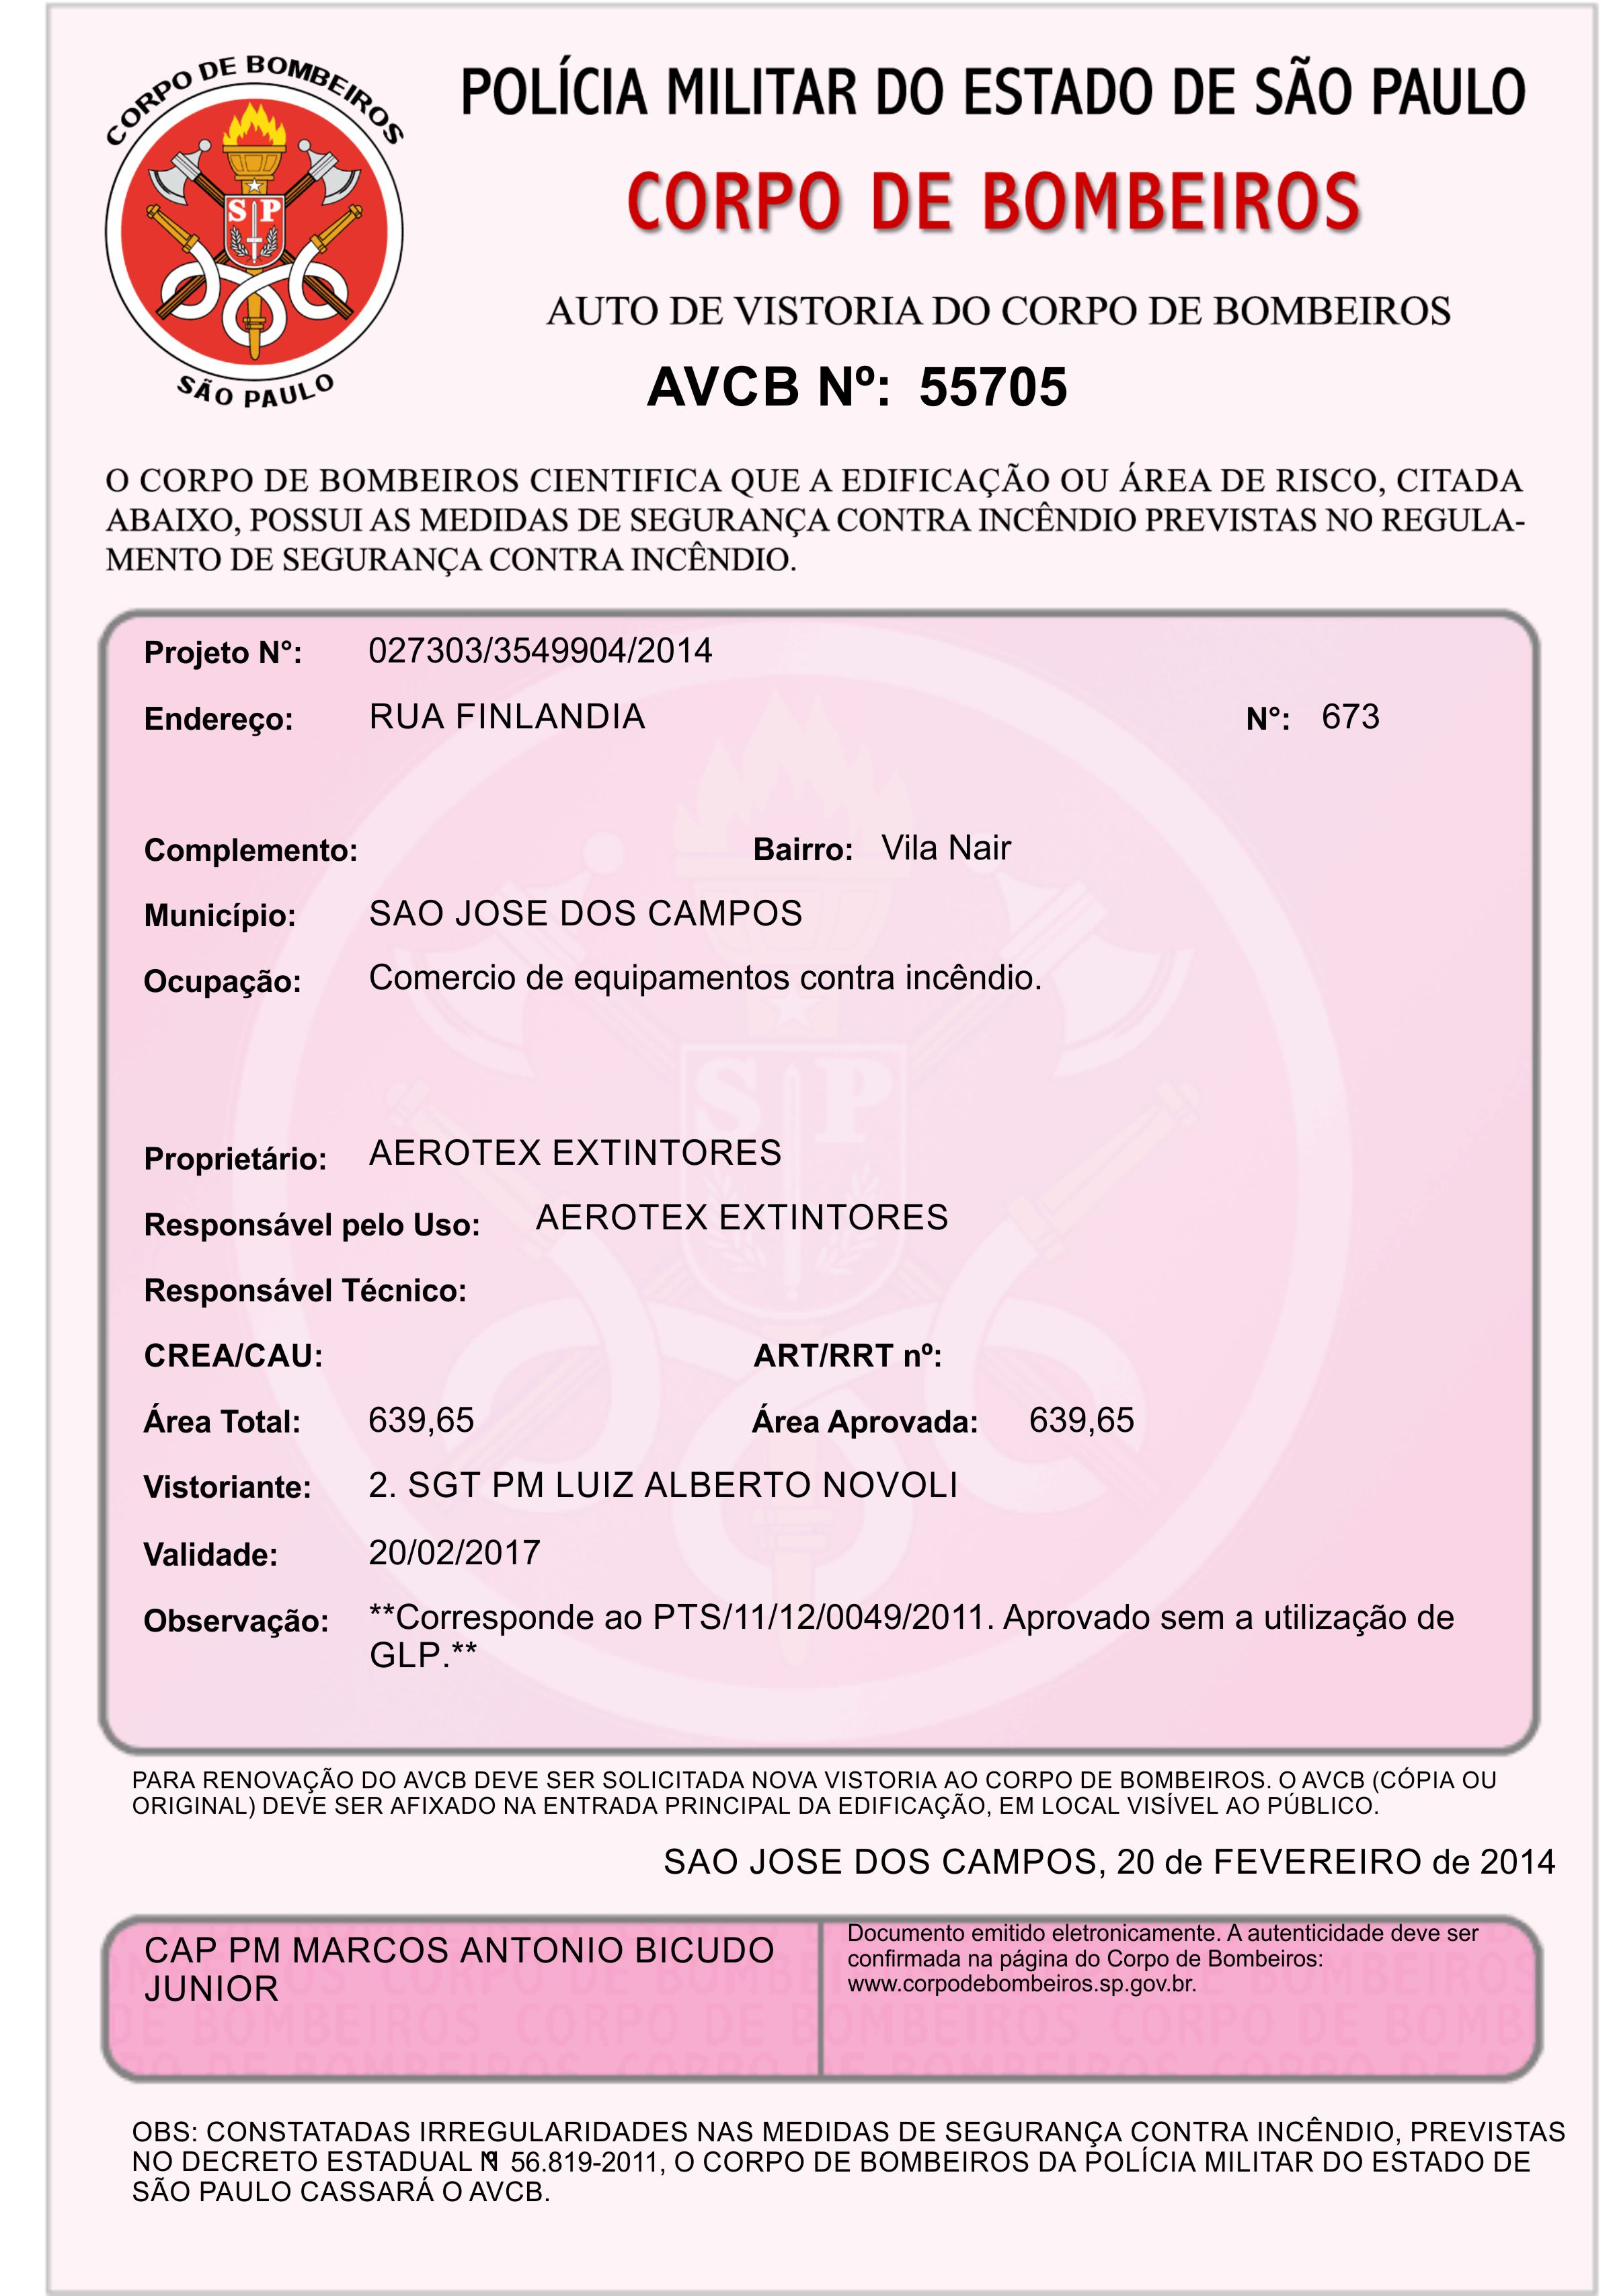 CORPO DE BOMBEIROS
SP
SÃO PAULO
POLÍCIA MILITAR DO ESTADO DE SÃO PAULO
CORPO DE BOMBEIROS
AUTO DE VISTORIA DO CORPO DE BOMBEIROS
AVCB Nº: 55705
O CORPO DE BOMBEIROS CIENTIFICA QUE A EDIFICAÇÃO OU ÁREA DE RISCO, CITADA
ABAIXO, POSSUI AS MEDIDAS DE SEGURANÇA CONTRA INCÊNDIO PREVISTAS NO REGULA-
MENTO DE SEGURANÇA CONTRA INCÊNDIO.
Projeto N°: 027303/3549904/2014
Endereço: RUA FINLANDIA N°: 673
Complemento: Bairro: Vila Nair
Município: SAO JOSE DOS CAMPOS
Ocupação: Comercio de equipamentos contra incêndio.
Proprietário: AEROTEX EXTINTORES
Responsável pelo Uso: AEROTEX EXTINTORES
Responsável Técnico:
CREA/CAU: ART/RRT nº:
Área Total: 639,65 Área Aprovada: 639,65
Vistoriante: 2. SGT PM LUIZ ALBERTO NOVOLI
Validade: 20/02/2017
Observação: **Corresponde ao PTS/11/12/0049/2011. Aprovado sem a utilização de
GLP.**
PARA RENOVAÇÃO DO AVCB DEVE SER SOLICITADA NOVA VISTORIA AO CORPO DE BOMBEIROS. O AVCB (CÓPIA OU
ORIGINAL) DEVE SER AFIXADO NA ENTRADA PRINCIPAL DA EDIFICAÇÃO, EM LOCAL VISÍVEL AO PÚBLICO.
SAO JOSE DOS CAMPOS, 20 de FEVEREIRO de 2014
CAP PM MARCOS ANTONIO BICUDO
JUNIOR
Documento emitido eletronicamente. A autenticidade deve ser
confirmada na página do Corpo de Bombeiros:
www.corpodebombeiros.sp.gov.br.
OBS: CONSTATADAS IRREGULARIDADES NAS MEDIDAS DE SEGURANÇA CONTRA INCÊNDIO, PREVISTAS
NO DECRETO ESTADUAL Nº 56.819-2011, O CORPO DE BOMBEIROS DA POLÍCIA MILITAR DO ESTADO DE
SÃO PAULO CASSARÁ O AVCB.